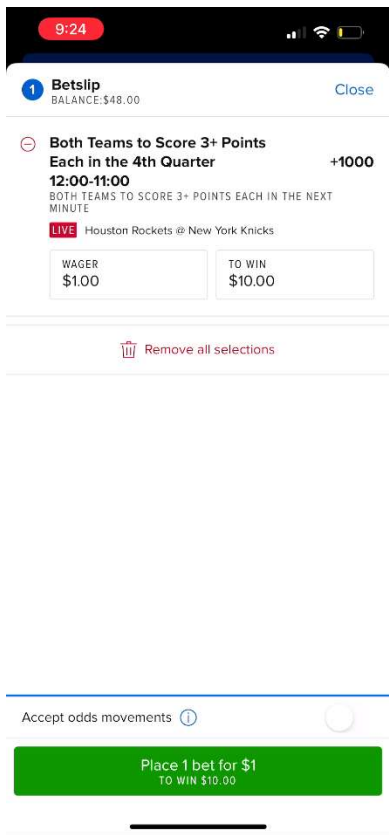 9:24
1 Betslip Close
BALANCE:$48.00
Both Teams to Score 3+ Points
Each in the 4th Quarter +1000
12:00-11:00
BOTH TEAMS TO SCORE 3+ POINTS EACH IN THE NEXT
MINUTE
LIVE Houston Rockets @ New York Knicks
WAGER TO WIN
$1.00 $10.00
Remove all selections
Accept odds movements i
Place 1 bet for $1
TO WIN $10.00